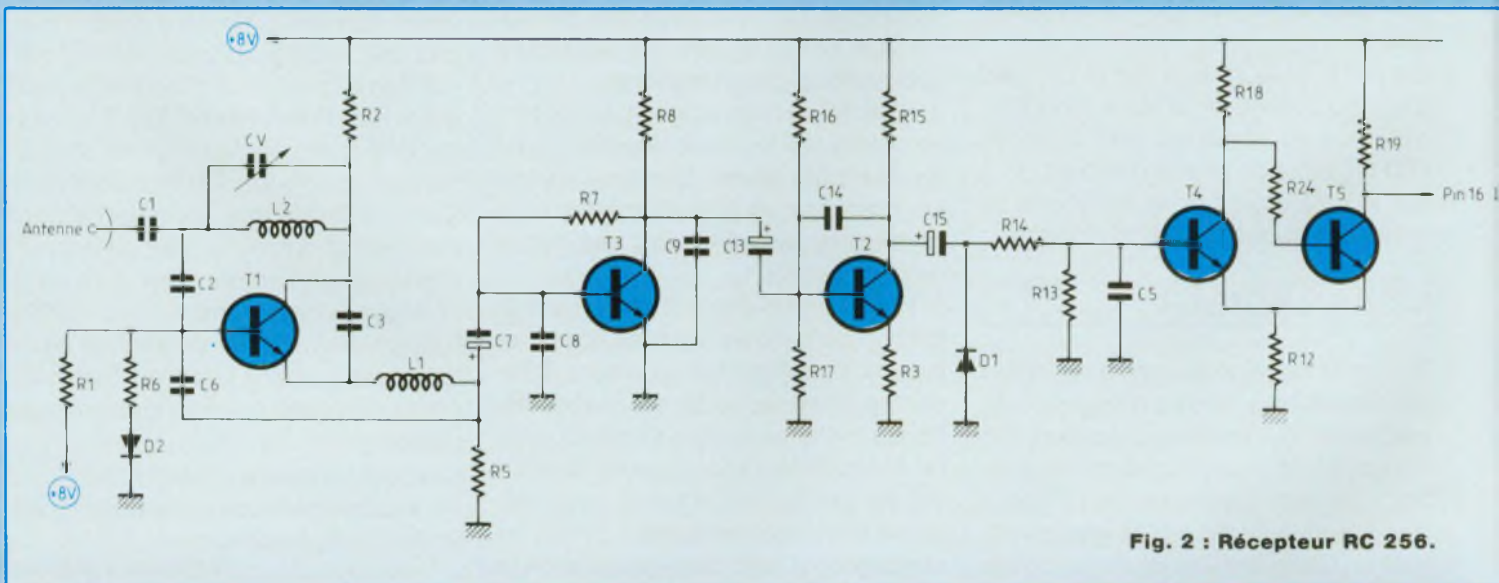 +8V
R2
R8
R16
R15
R18
R19
CV
C1
L2
Antenne
R7
R24
T5
Pin 16
T4
C14
C15
R14
T3
C9
C13
T2
C2
T1
C3
R13
C5
L1
C7
C8
R1
R6
C6
R17
R3
D1
R12
D2
R5
+8V
Fig. 2 : Récepteur RC 256.